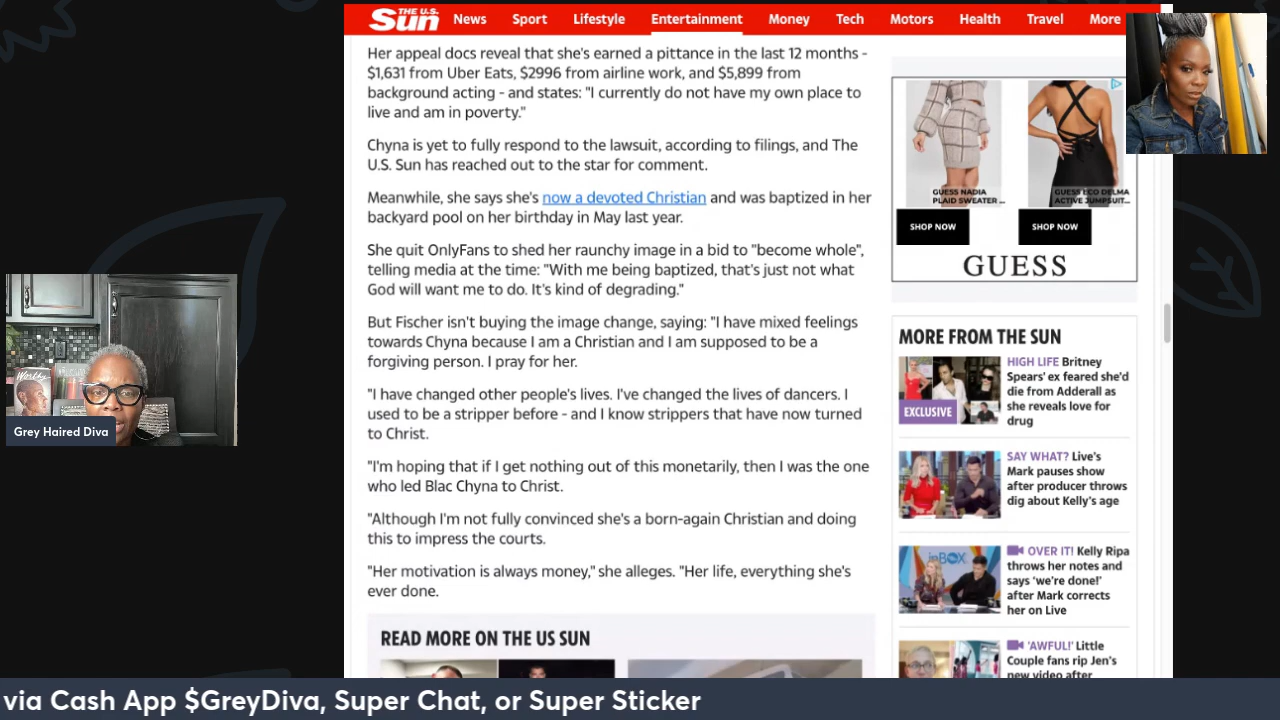 THE U.S.
Sun
News Sport Lifestyle Entertainment Money Tech Motors Health Travel More
Her appeal docs reveal that she's earned a pittance in the last 12 months -
$1,631 from Uber Eats, $2996 from airline work, and $5,899 from
background acting - and states: "I currently do not have my own place to
live and am in poverty."
Chyna is yet to fully respond to the lawsuit, according to filings, and The
U.S. Sun has reached out to the star for comment.
Meanwhile, she says she's now a devoted Christian and was baptized in her
backyard pool on her birthday in May last year.
She quit OnlyFans to shed her raunchy image in a bid to "become whole",
telling media at the time: "With me being baptized, that's just not what
God will want me to do. It's kind of degrading."
But Fischer isn't buying the image change, saying: "I have mixed feelings
towards Chyna because I am a Christian and I am supposed to be a
forgiving person. I pray for her.
"I have changed other people's lives. I've changed the lives of dancers. I
used to be a stripper before - and I know strippers that have now turned
to Christ.
"I'm hoping that if I get nothing out of this monetarily, then I was the one
who led Blac Chyna to Christ.
"Although I'm not fully convinced she's a born-again Christian and doing
this to impress the courts.
"Her motivation is always money," she alleges. "Her life, everything she's
ever done.
READ MORE ON THE US SUN
GUESS NADIA
PLAID SWEATER ...
GUESS ECO DELMA
ACTIVE JUMPSUIT...
SHOP NOW
SHOP NOW
GUESS
MORE FROM THE SUN
EXCLUSIVE
HIGH LIFE Britney
Spears' ex feared she'd
die from Adderall as
she reveals love for
drug
SAY WHAT? Live's
Mark pauses show
after producer throws
dig about Kelly's age
inBOX
OVER IT! Kelly Ripa
throws her notes and
says 'we're done!'
after Mark corrects
her on Live
'AWFUL!' Little
Couple fans rip Jen's
new video after
Worthy
Grey Haired Diva
via Cash App $GreyDiva, Super Chat, or Super Sticker